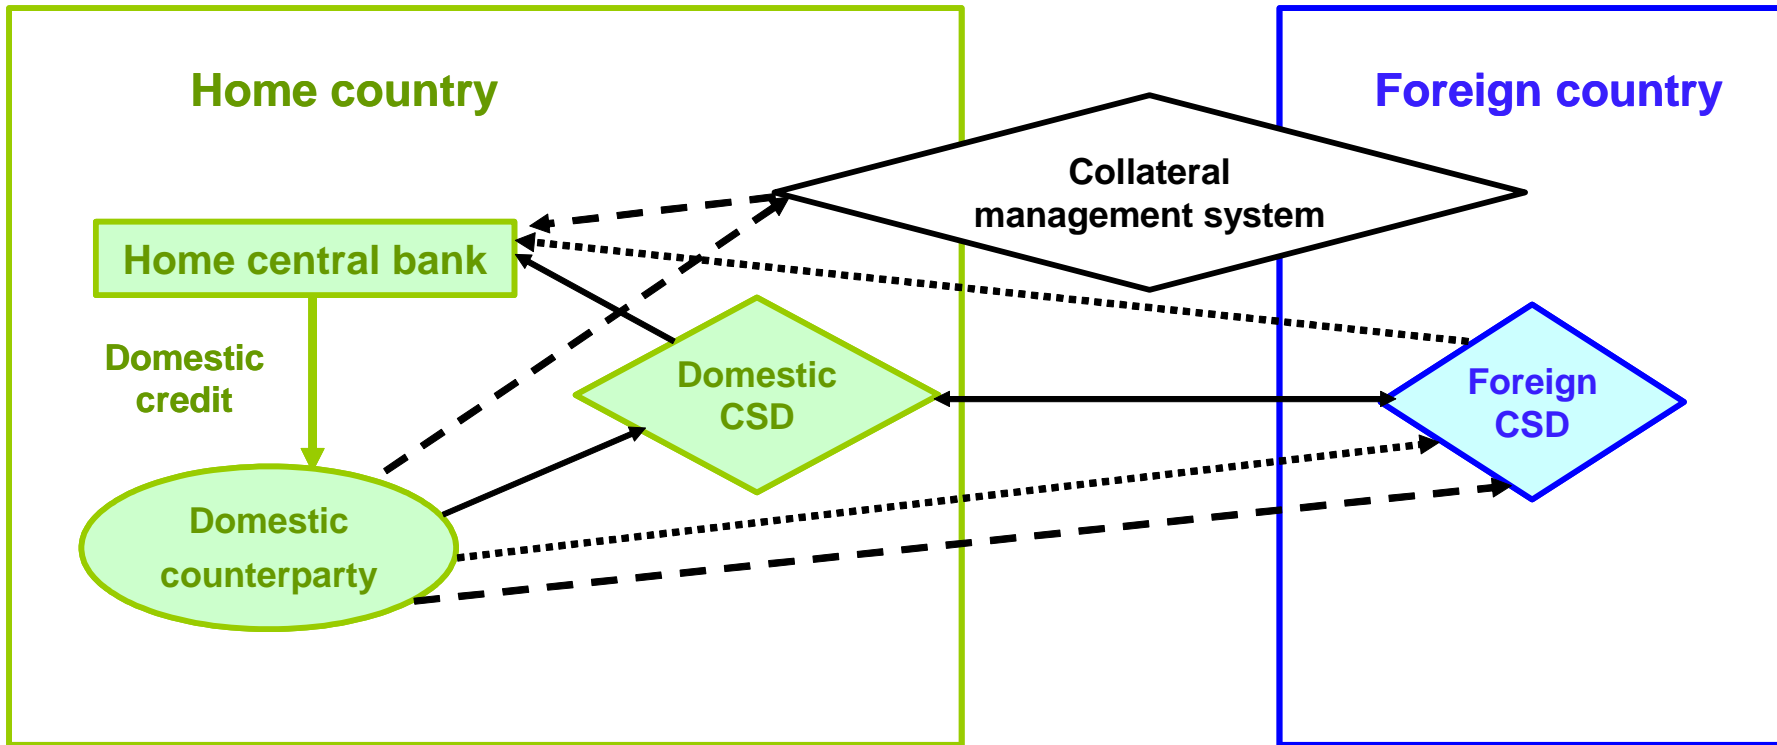 Home country
Foreign country
Collateral
management system
Home central bank
Domestic
credit
Domestic
CSD
Foreign
CSD
Domestic
counterparty